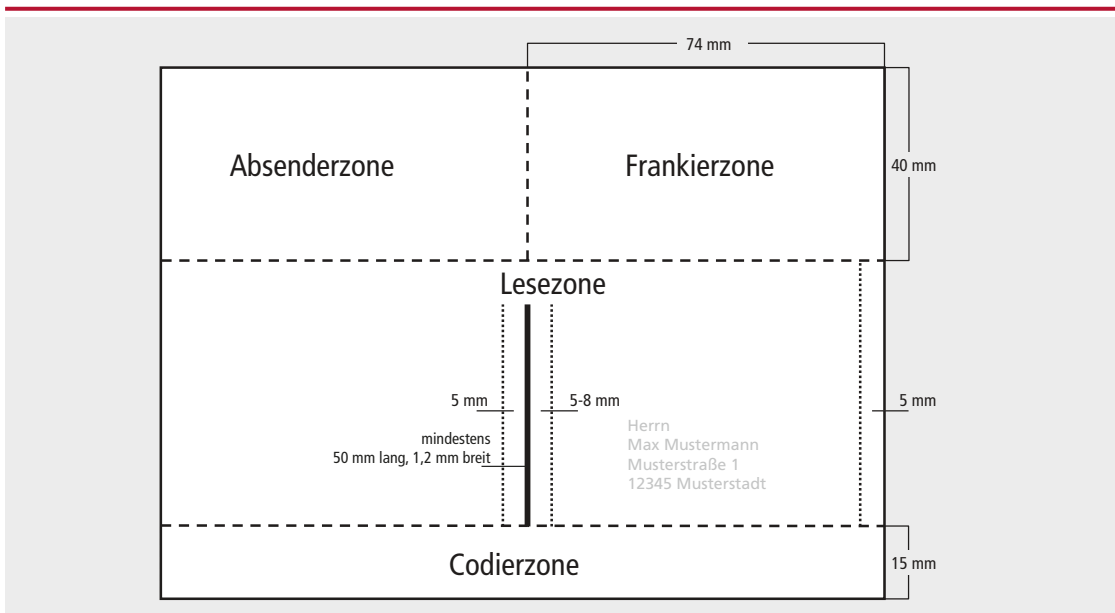 74 mm
Absenderzone
Frankierzone
40 mm
Lesezone
5 mm
5-8 mm
5 mm
mindestens
50 mm lang, 1,2 mm breit
Herrn
Max Mustermann
Musterstraße 1
12345 Musterstadt
Codierzone
15 mm